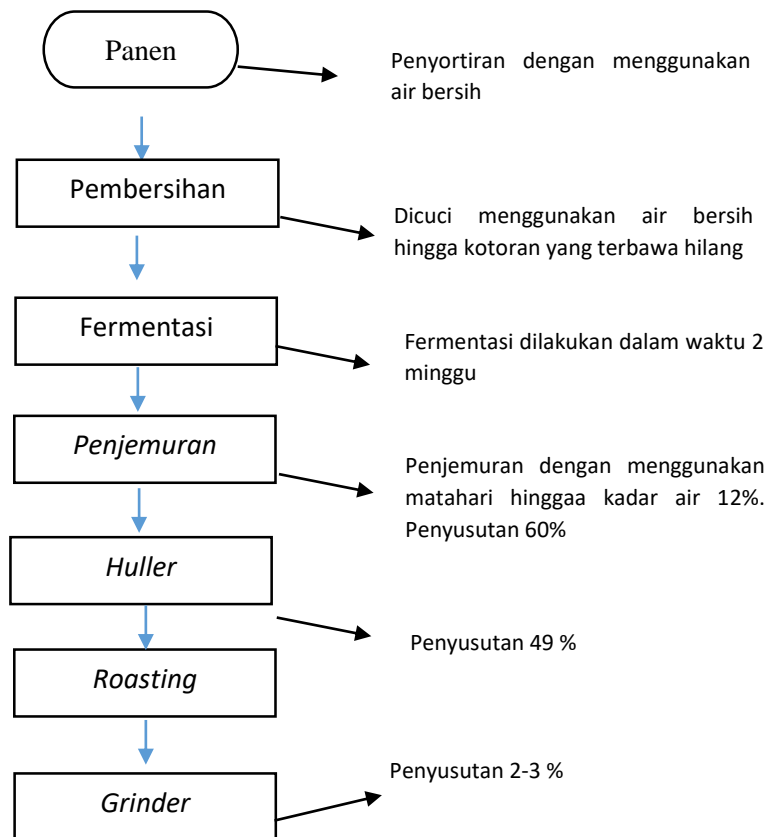 Panen
Penyortiran dengan menggunakan
air bersih
Pembersihan
Dicuci menggunakan air bersih
hingga kotoran yang terbawa hilang
Fermentasi
Fermentasi dilakukan dalam waktu 2
minggu
Penjemuran
Penjemuran dengan menggunakan
matahari hinggaa kadar air 12%.
Penyusutan 60%
Huller
Penyusutan 49 %
Roasting
Penyusutan 2-3 %
Grinder